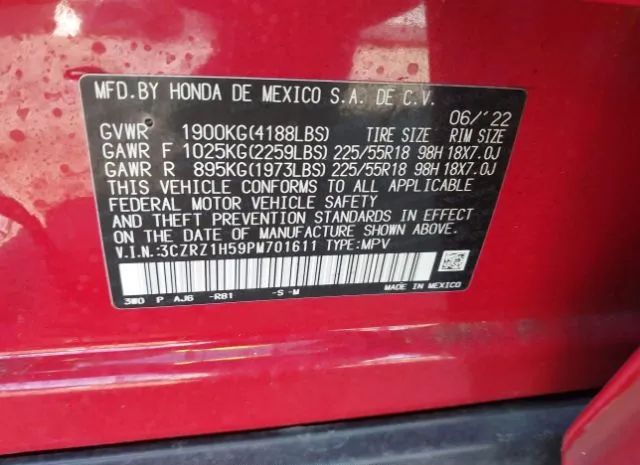 MFD.BY HONDA DE MEXICO S.A. DE C.V.
06/'22
GVWR 1900KG(4188LBS) TIRE SIZE RIM SIZE
GAWR F 1025KG(2259LBS) 225/55R18 98H 18X7.0J
GAWR R 895KG(1973LBS) 225/55R18 98H 18X7.0J
THIS VEHICLE CONFORMS TO ALL APPLICABLE
FEDERAL MOTOR VEHICLE SAFETY
AND THEFT PREVENTION STANDARDS IN EFFECT
ON THE DATE OF MANUFACTURE SHOWN ABOVE.
V.I.N.:3CZRZ1H59PM701611 TYPE:MPV
3W0 P AJ6 -R81 -S -M MADE IN MEXICO